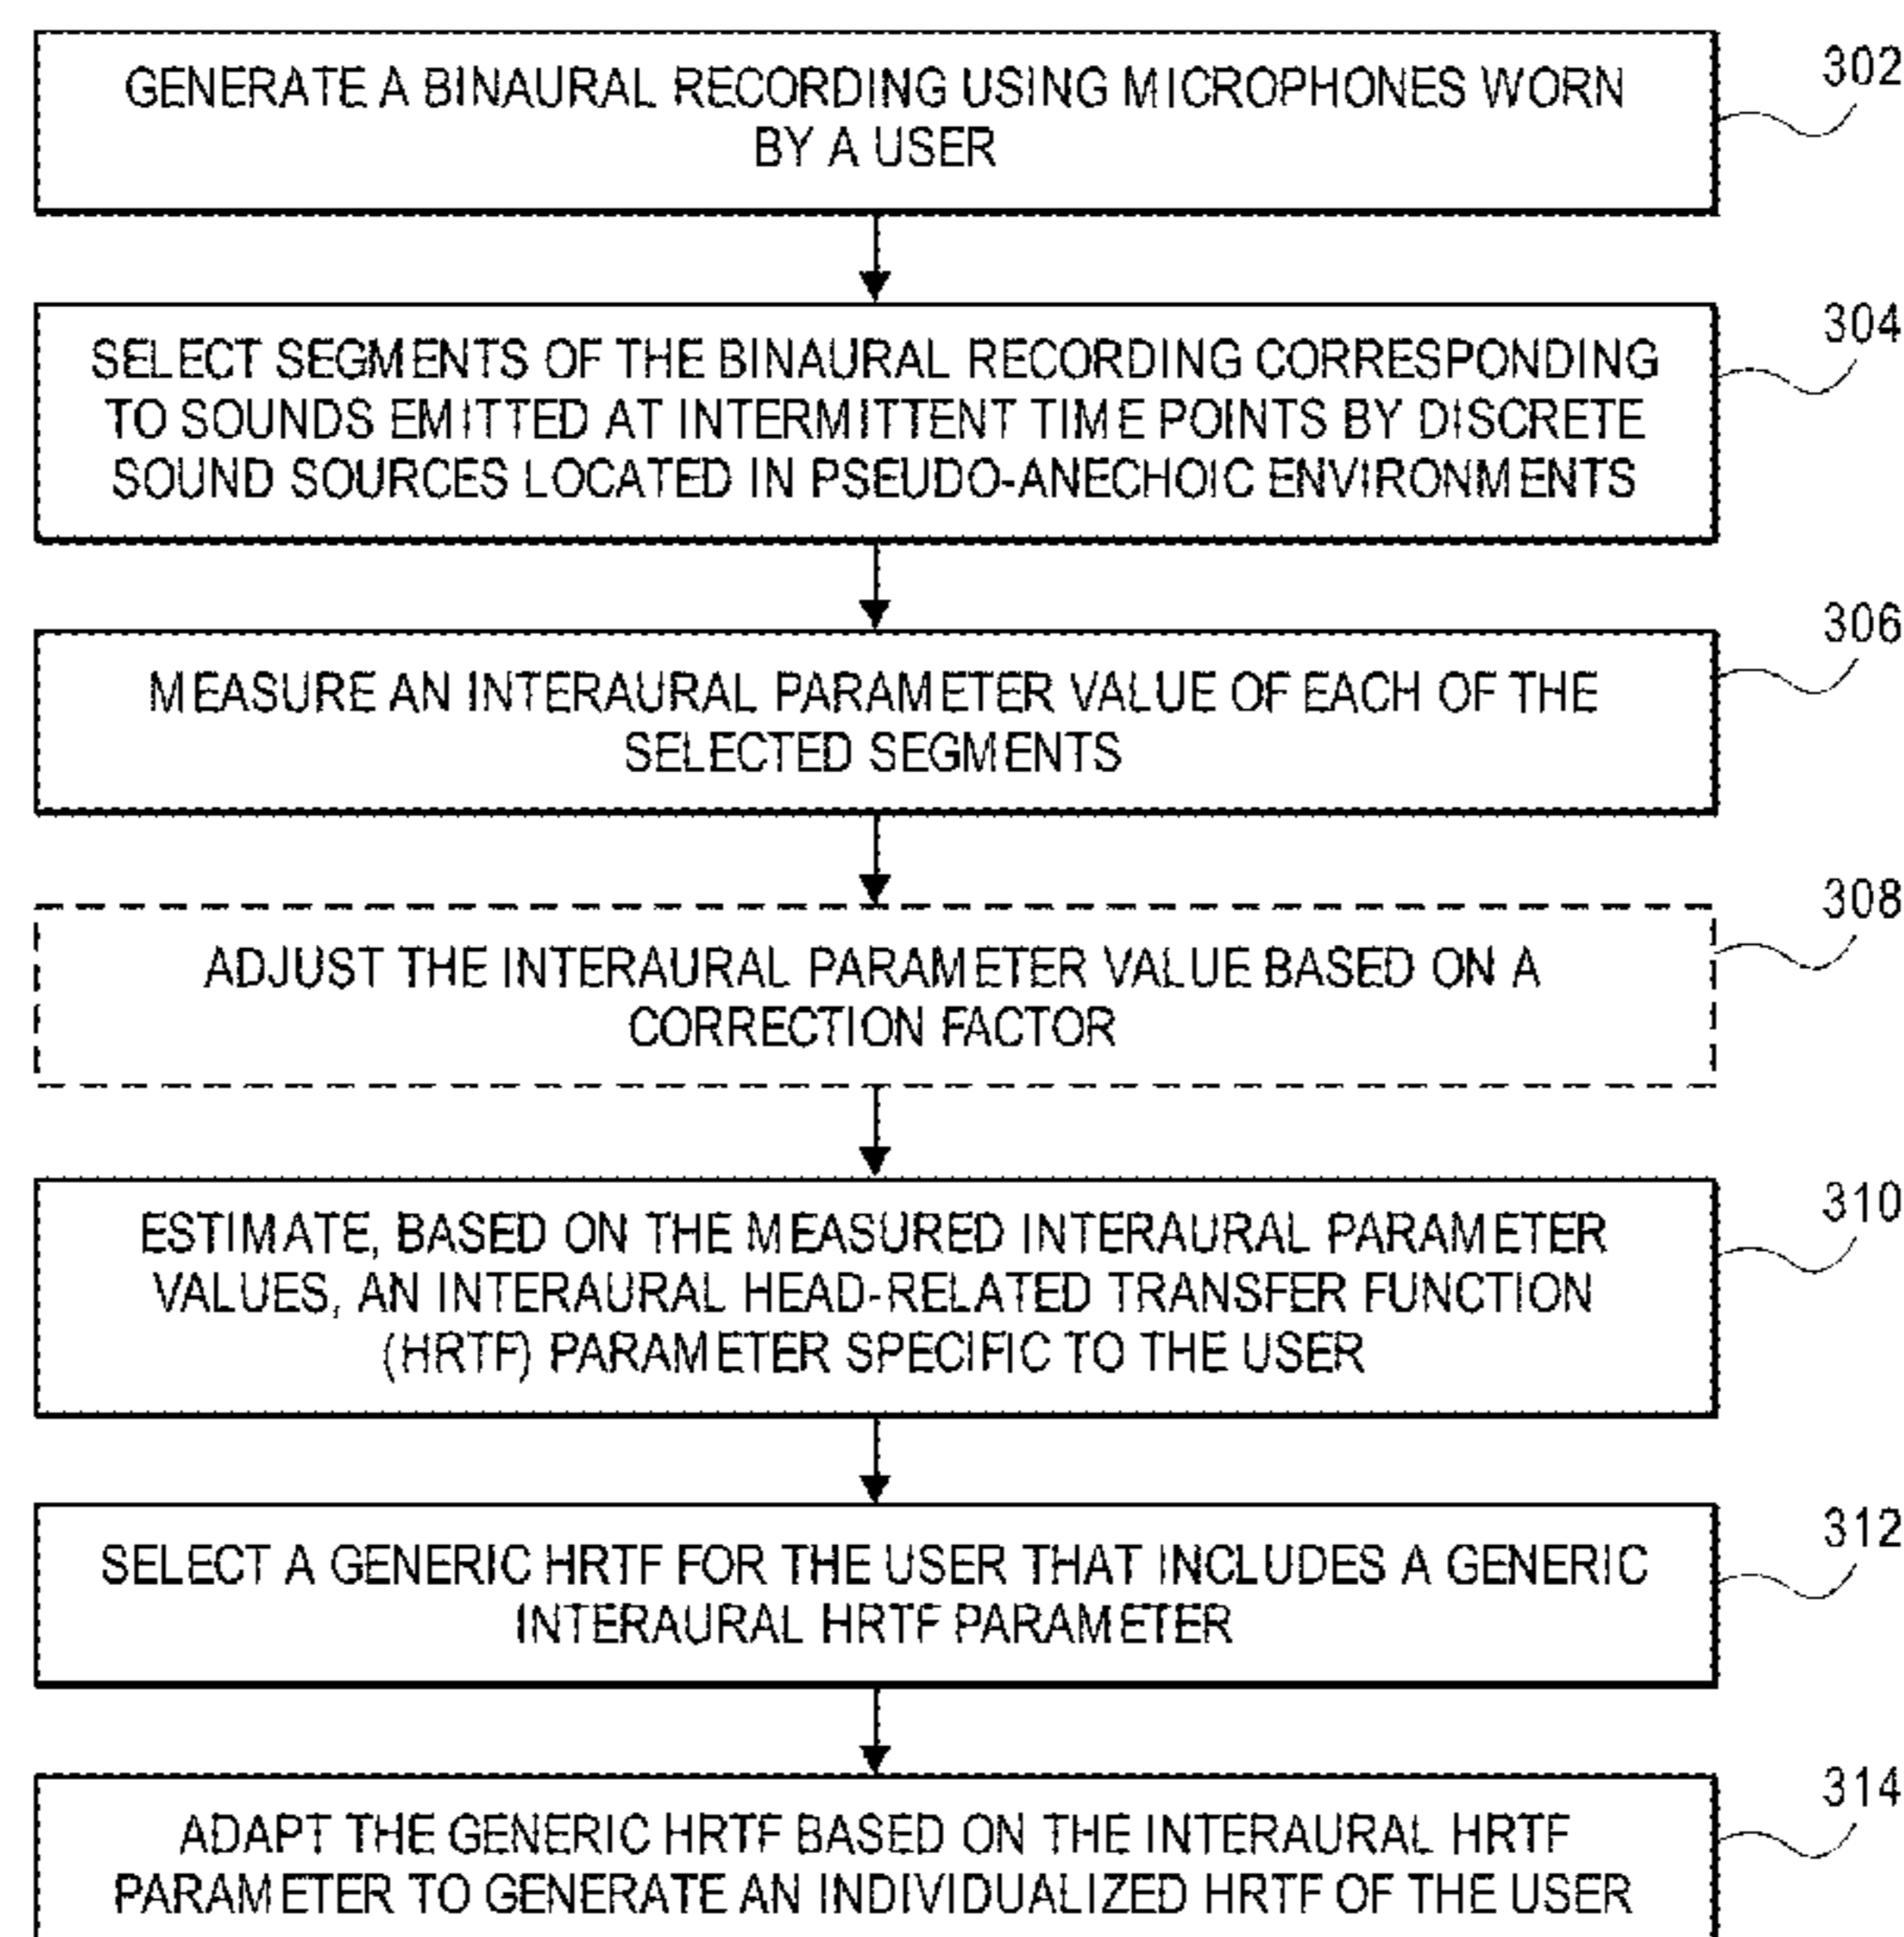 GENERATE A BINAURAL RECORDING USING MICROPHONES WORN
BY A USER
302
SELECT SEGMENTS OF THE BINAURAL RECORDING CORRESPONDING
TO SOUNDS EMITTED AT INTERMITTENT TIME POINTS BY DISCRETE
SOUND SOURCES LOCATED IN PSEUDO-ANECHOIC ENVIRONMENTS
304
MEASURE AN INTERAURAL PARAMETER VALUE OF EACH OF THE
SELECTED SEGMENTS
306
ADJUST THE INTERAURAL PARAMETER VALUE BASED ON A
CORRECTION FACTOR
308
ESTIMATE, BASED ON THE MEASURED INTERAURAL PARAMETER
VALUES, AN INTERAURAL HEAD-RELATED TRANSFER FUNCTION
(HRTF) PARAMETER SPECIFIC TO THE USER
310
SELECT A GENERIC HRTF FOR THE USER THAT INCLUDES A GENERIC
INTERAURAL HRTF PARAMETER
312
ADAPT THE GENERIC HRTF BASED ON THE INTERAURAL HRTF
PARAMETER TO GENERATE AN INDIVIDUALIZED HRTF OF THE USER
314